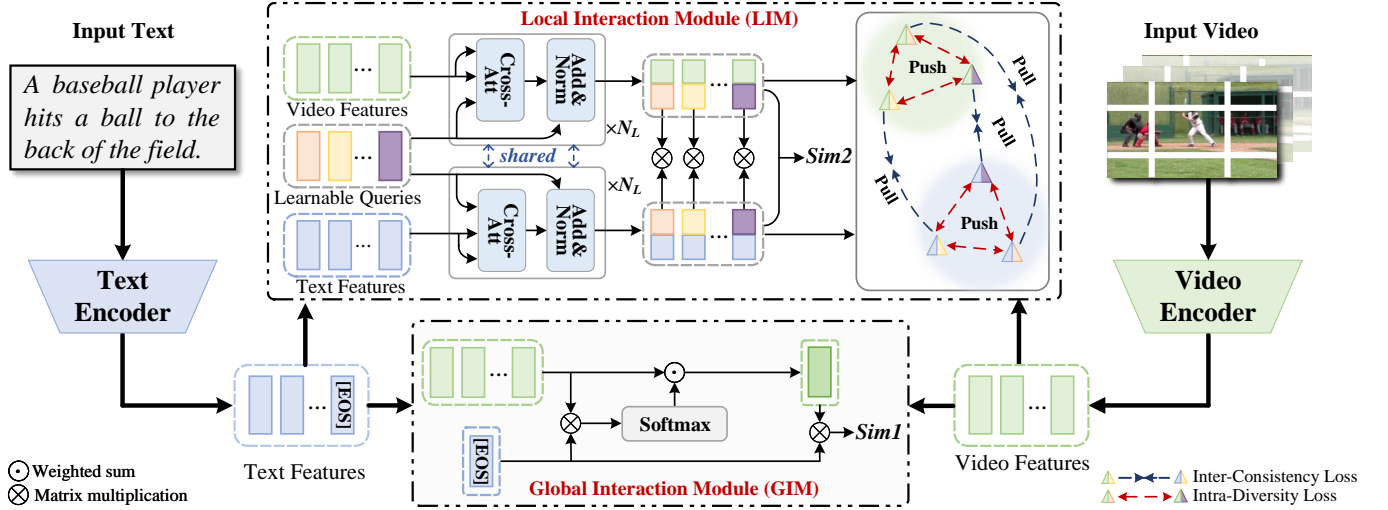 Local Interaction Module (LIM)
Input Text
A baseball player
hits a ball to the
back of the field.
Text
Encoder
Text Features
[EOS]
...
Weighted sum
Matrix multiplication
Video Features
...
Learnable Queries
...
Text Features
...
Cross-
Att
Add&
Norm
×N_L
shared
Cross-
Att
Add&
Norm
×N_L
...
...
...
Sim2
Push
Pull
Pull
Pull
Push
Input Video
Video
Encoder
Video Features
...
...
[EOS]
Softmax
Sim1
Global Interaction Module (GIM)
Inter-Consistency Loss
Intra-Diversity Loss